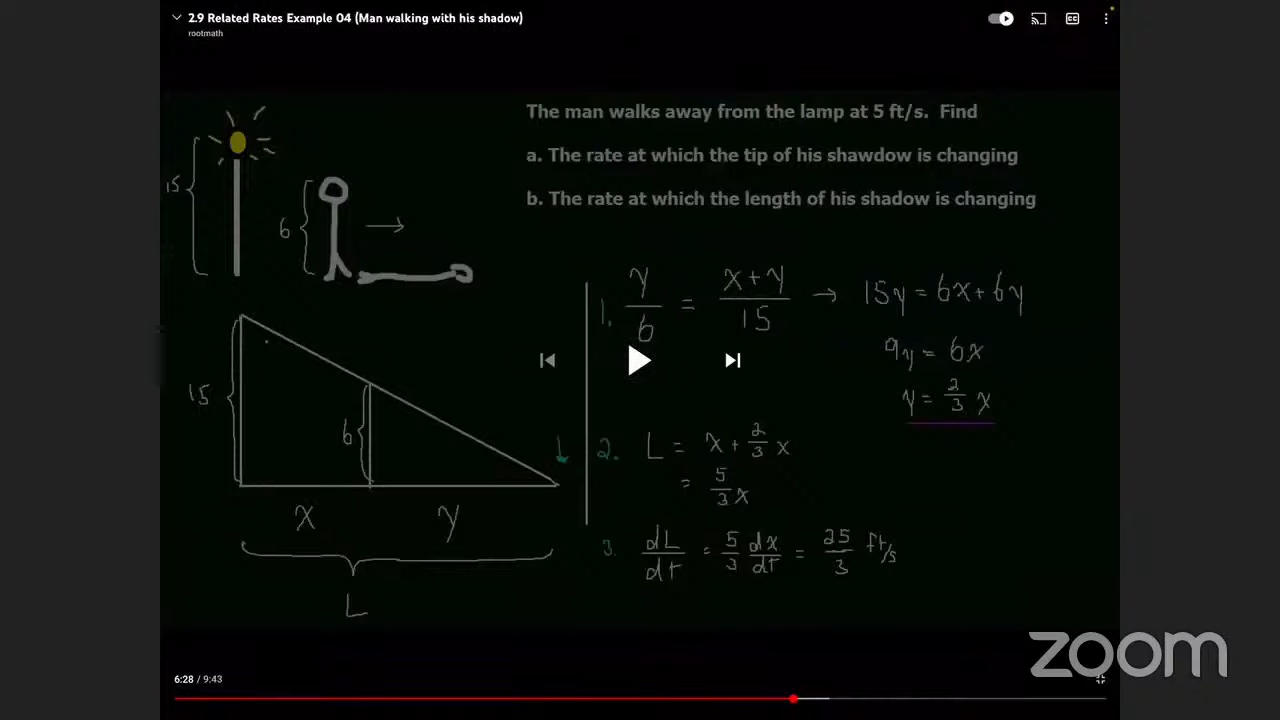 2.9 Related Rates Example 04 (Man walking with his shadow)
rootmath
CC
The man walks away from the lamp at 5 ft/s. Find
a. The rate at which the tip of his shawdow is changing
b. The rate at which the length of his shadow is changing
15
6
1. y/6 = (x+y)/15 → 15y = 6x+6y
9y = 6x
y = 2/3 x
15
6
x
y
L
2. L = x + 2/3 x
= 5/3 x
3. dL/dt = 5/3 dx/dt = 25/3 ft/s
zoom
6:28 / 9:43